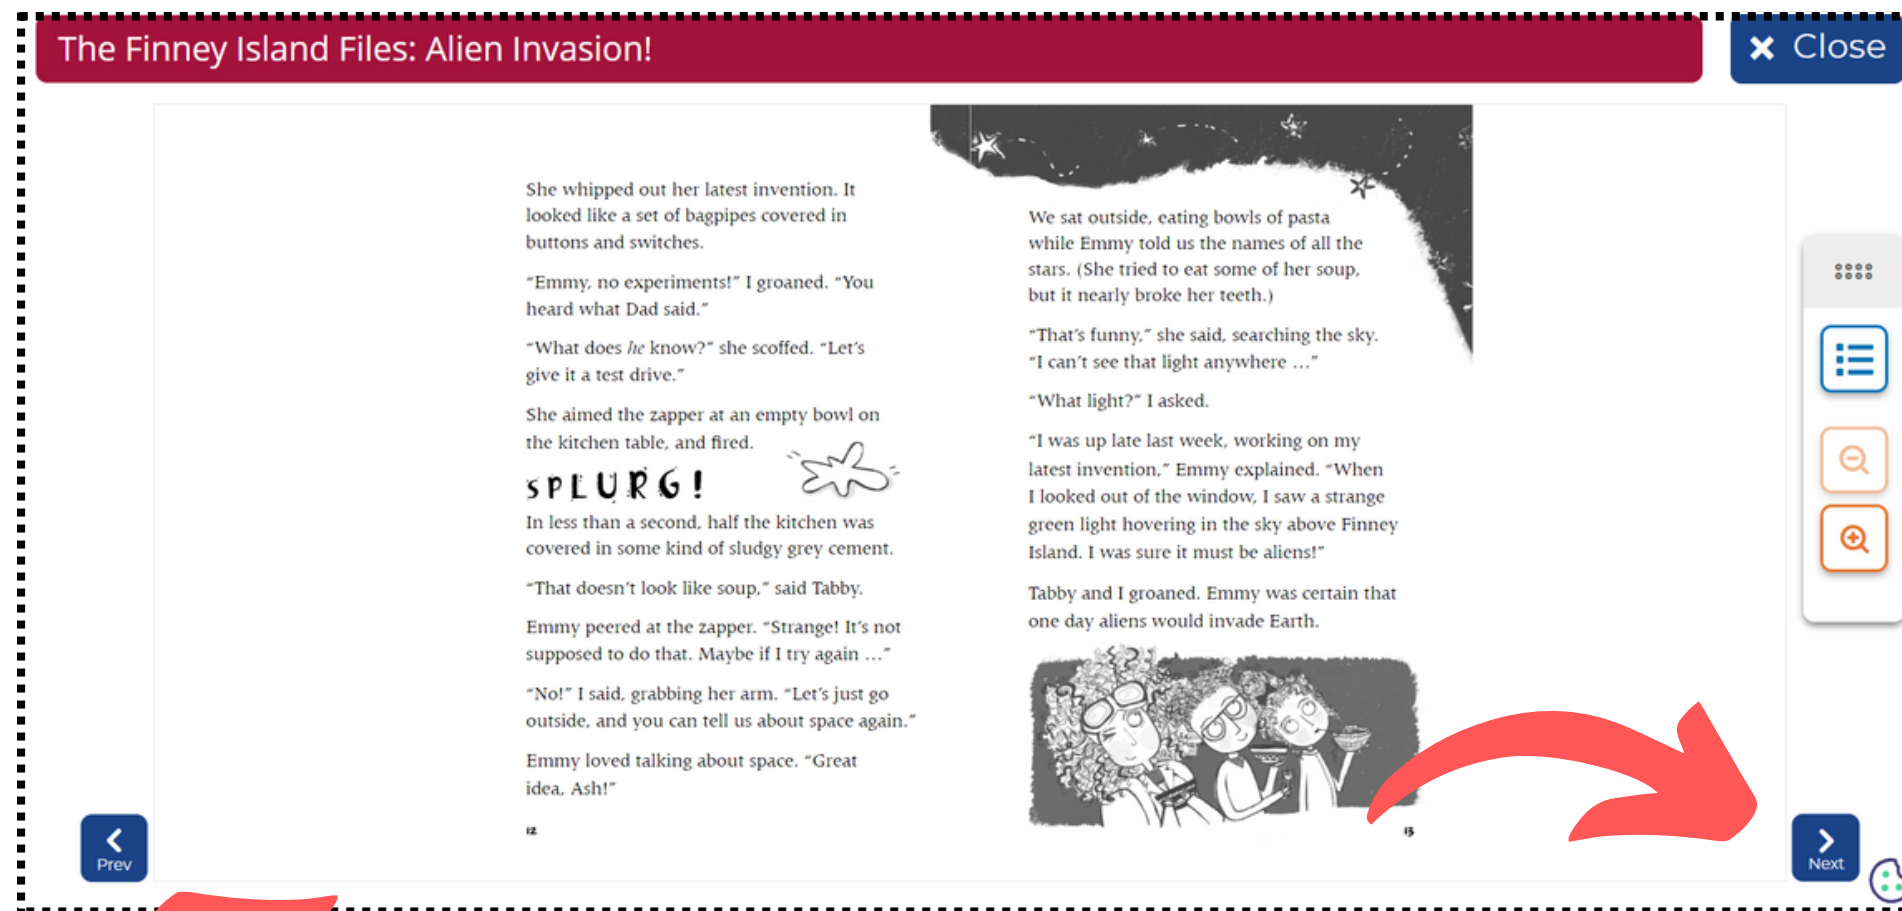 The Finney Island Files: Alien Invasion!
Close
She whipped out her latest invention. It
looked like a set of bagpipes covered in
buttons and switches.
“Emmy, no experiments!” I groaned. “You
heard what Dad said.”
“What does he know?” she scoffed. “Let’s
give it a test drive.”
She aimed the zapper at an empty bowl on
the kitchen table, and fired.
SPLURG!
In less than a second, half the kitchen was
covered in some kind of sludgy grey cement.
“That doesn’t look like soup,” said Tabby.
Emmy peered at the zapper. “Strange! It’s not
supposed to do that. Maybe if I try again …”
“No!” I said, grabbing her arm. “Let’s just go
outside, and you can tell us about space again.”
Emmy loved talking about space. “Great
idea, Ash!”
12
We sat outside, eating bowls of pasta
while Emmy told us the names of all the
stars. (She tried to eat some of her soup,
but it nearly broke her teeth.)
“That’s funny,” she said, searching the sky.
“I can’t see that light anywhere …”
“What light?” I asked.
“I was up late last week, working on my
latest invention,” Emmy explained. “When
I looked out of the window, I saw a strange
green light hovering in the sky above Finney
Island. I was sure it must be aliens!”
Tabby and I groaned. Emmy was certain that
one day aliens would invade Earth.
13
Prev
Next